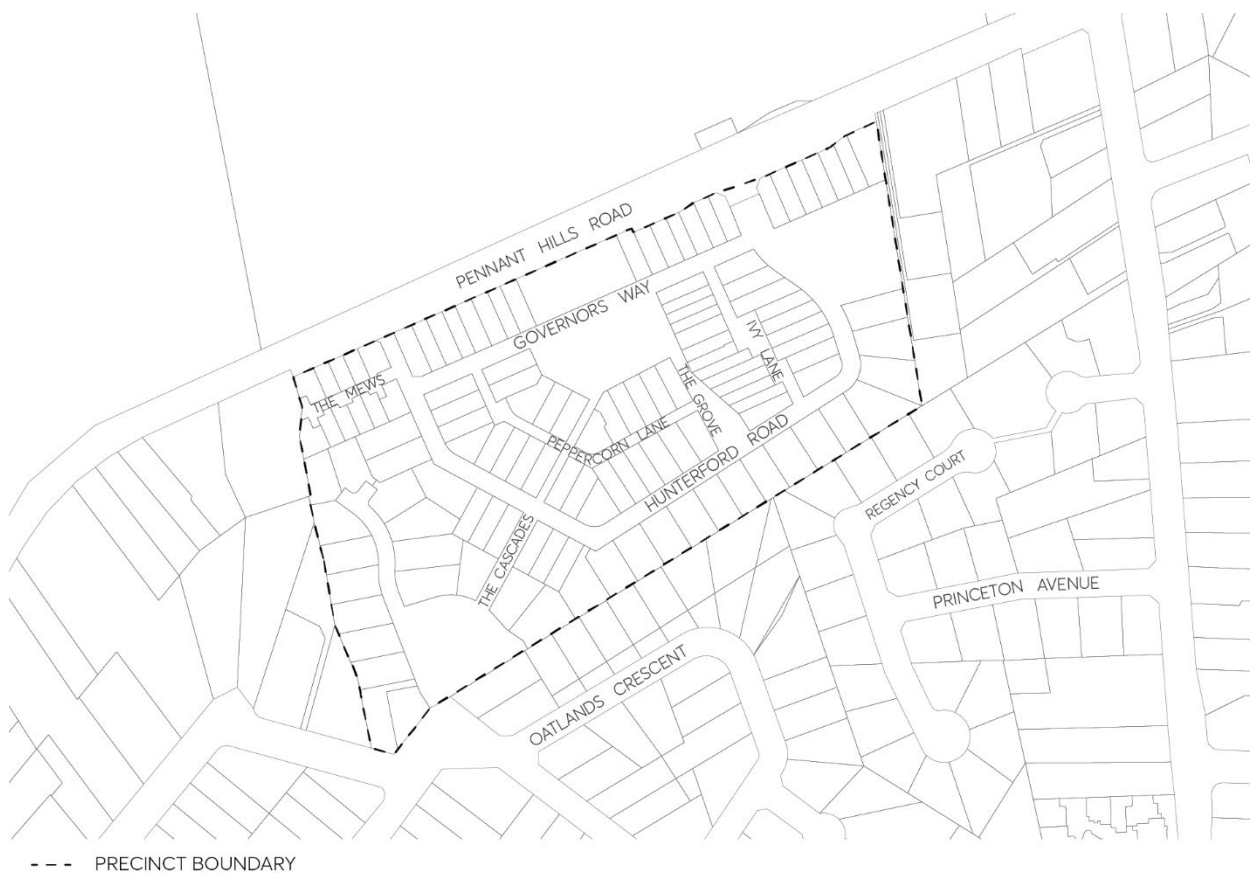 PENNANT HILLS ROAD
GOVERNORS WAY
THE MEWS
IVY LANE
THE GROVE
PEPPERCORN LANE
HUNTERFORD ROAD
REGENCY COURT
THE CASCADES
PRINCETON AVENUE
OATLANDS CRESCENT
PRECINCT BOUNDARY